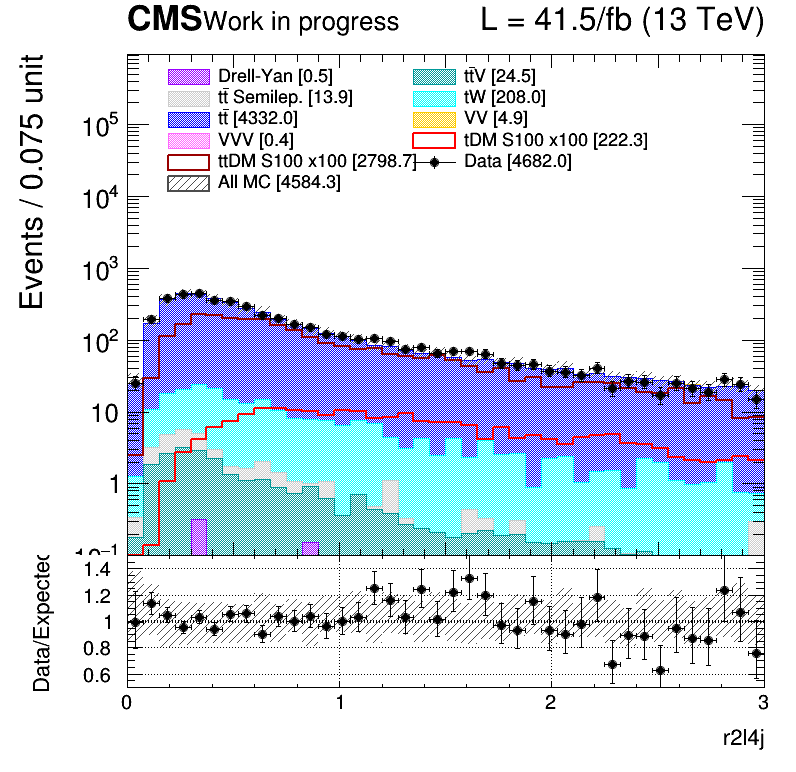 CMS Work in progress L = 41.5/fb (13 TeV)
Events / 0.075 unit
Drell-Yan [0.5] tt̄V [24.5]
tt̄ Semilep. [13.9] tW [208.0]
tt̄ [4332.0] VV [4.9]
VVV [0.4] tDM S100 x100 [222.3]
ttDM S100 x100 [2798.7] Data [4682.0]
All MC [4584.3]
10⁵
10⁴
10³
10²
10
1
10⁻¹
Data/Expected
1.4
1.2
1
0.8
0.6
0 1 2 3
r2l4j